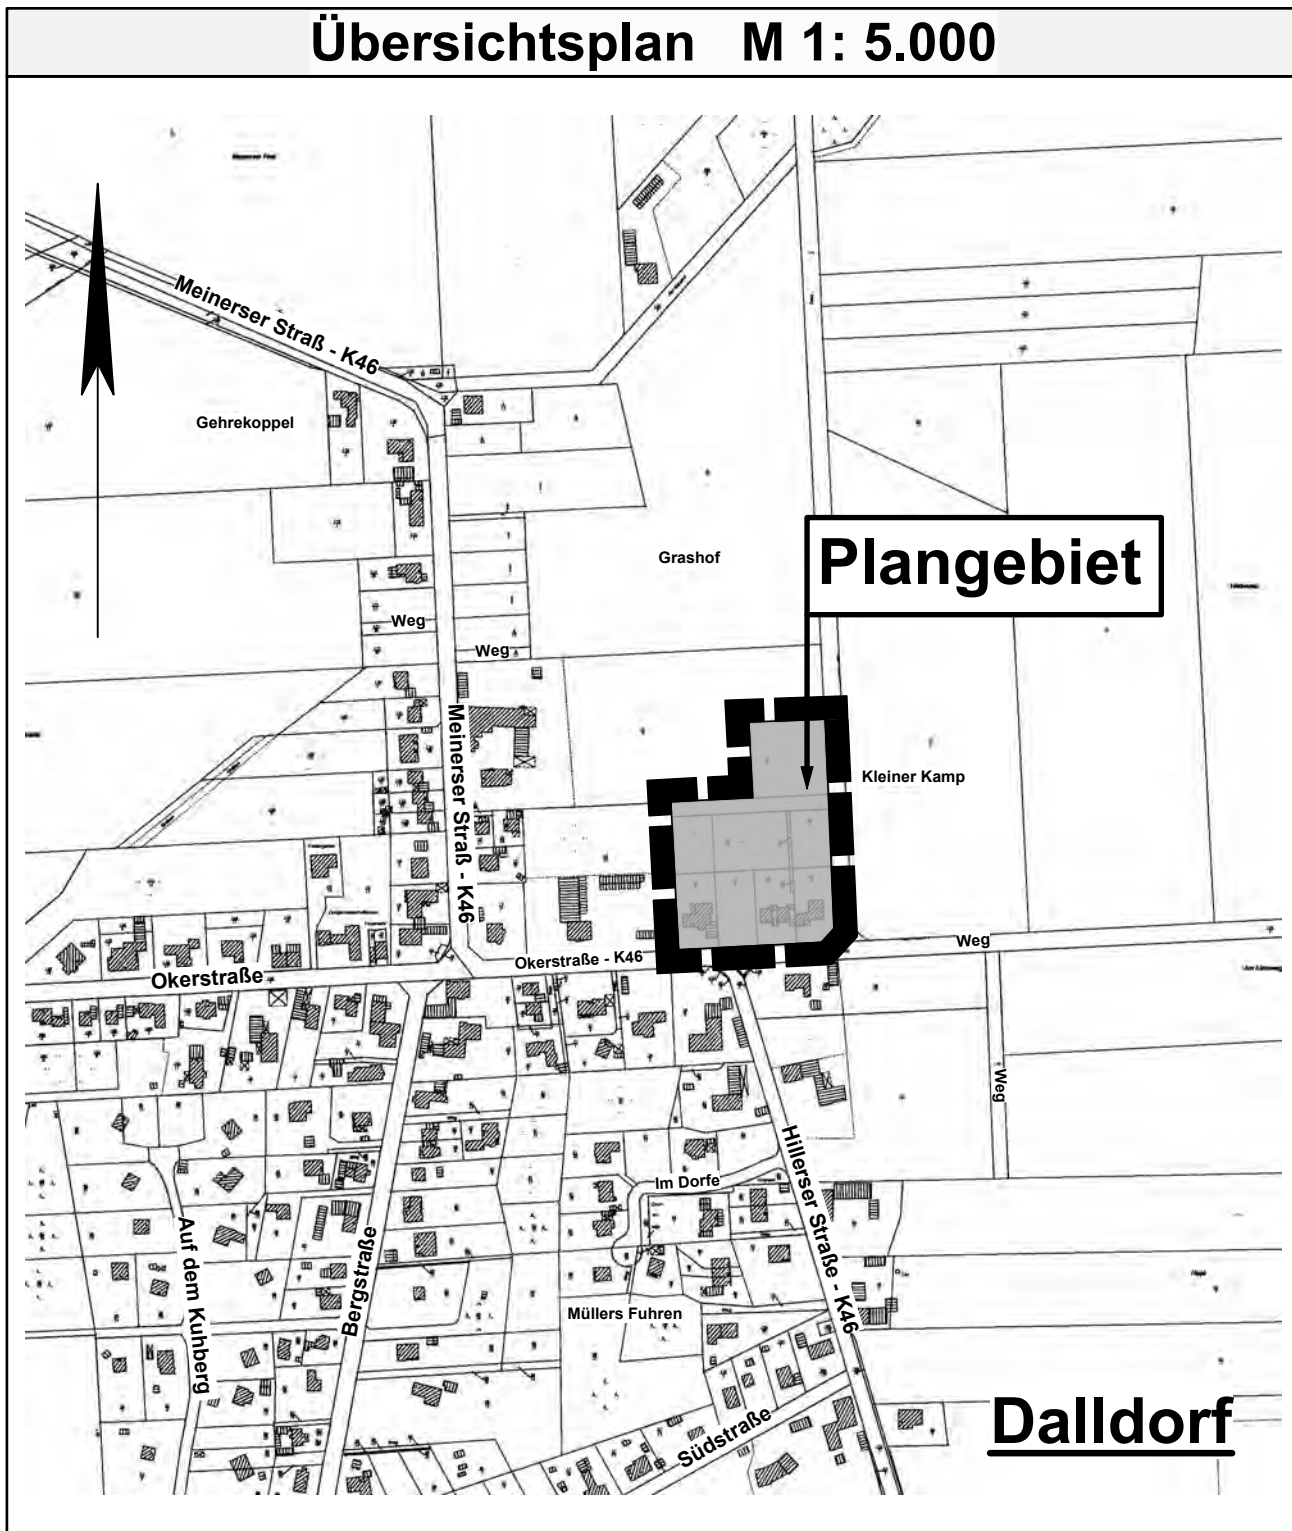 Übersichtsplan M 1: 5.000
Meinerser Straß - K46
Gehrekoppel
Grashof
Plangebiet
Weg
Weg
Meinerser Straß - K46
Kleiner Kamp
Okerstraße - K46
Weg
Okerstraße
Weg
Hillerser Straße - K46
Im Dorfe
Auf dem Kuhberg
Bergstraße
Müllers Fuhren
Südstraße
Dalldorf